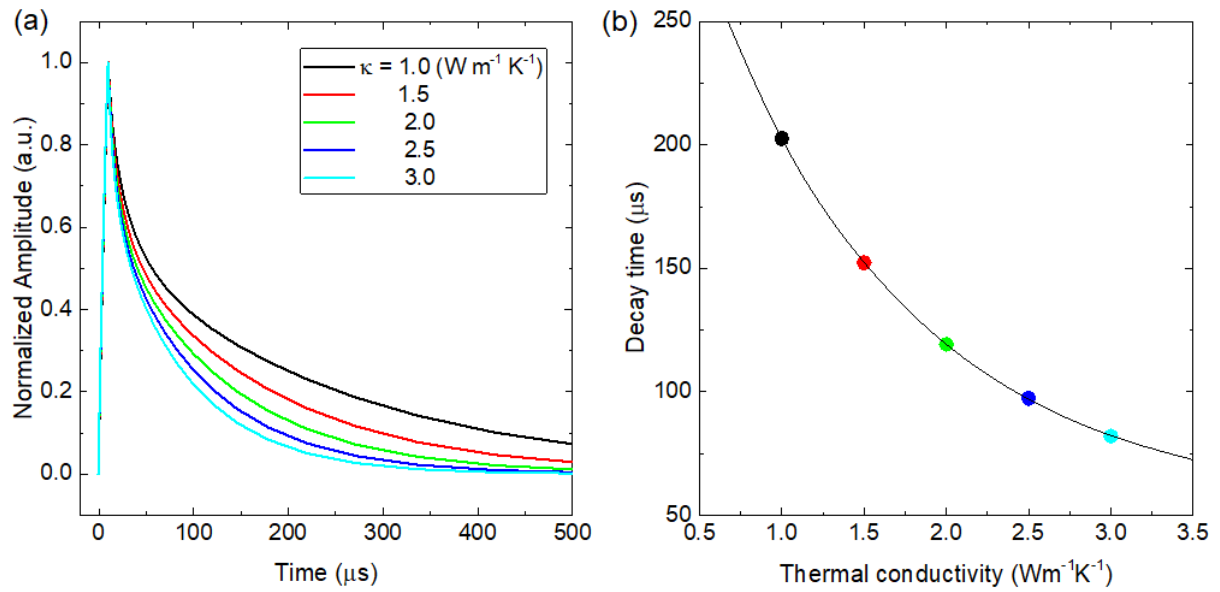 (a)
κ = 1.0 (W m⁻¹ K⁻¹)
1.5
2.0
2.5
3.0
Normalized Amplitude (a.u.)
1.0
0.8
0.6
0.4
0.2
0.0
0 100 200 300 400 500
Time (μs)
(b)
Decay time (μs)
250
200
150
100
50
0.5 1.0 1.5 2.0 2.5 3.0 3.5
Thermal conductivity (Wm⁻¹K⁻¹)